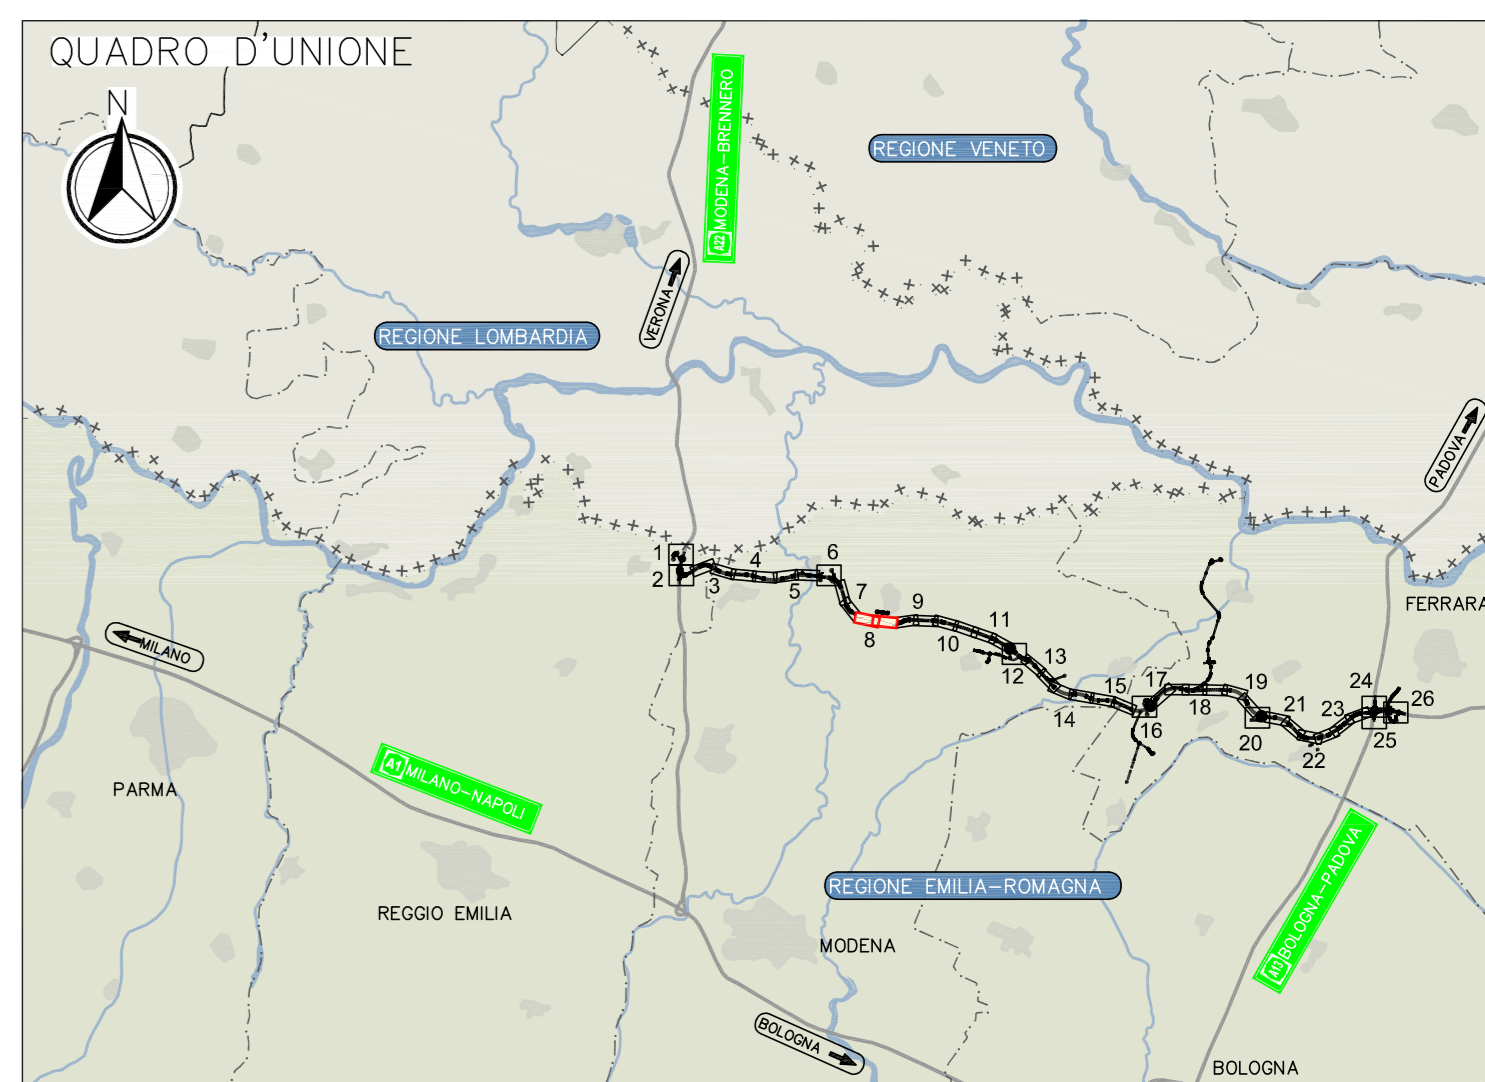 QUADRO D'UNIONE
N
A22 MODENA-BRENNERO
REGIONE VENETO
VERONA
REGIONE LOMBARDIA
PADOVA
1
2
3
4
5
6
7
8
9
10
11
12
13
14
15
16
17
18
19
20
21
22
23
24
25
26
FERRARA
MILANO
PARMA
A1 MILANO-NAPOLI
REGGIO EMILIA
REGIONE EMILIA-ROMAGNA
MODENA
A13 BOLOGNA-PADOVA
BOLOGNA
BOLOGNA